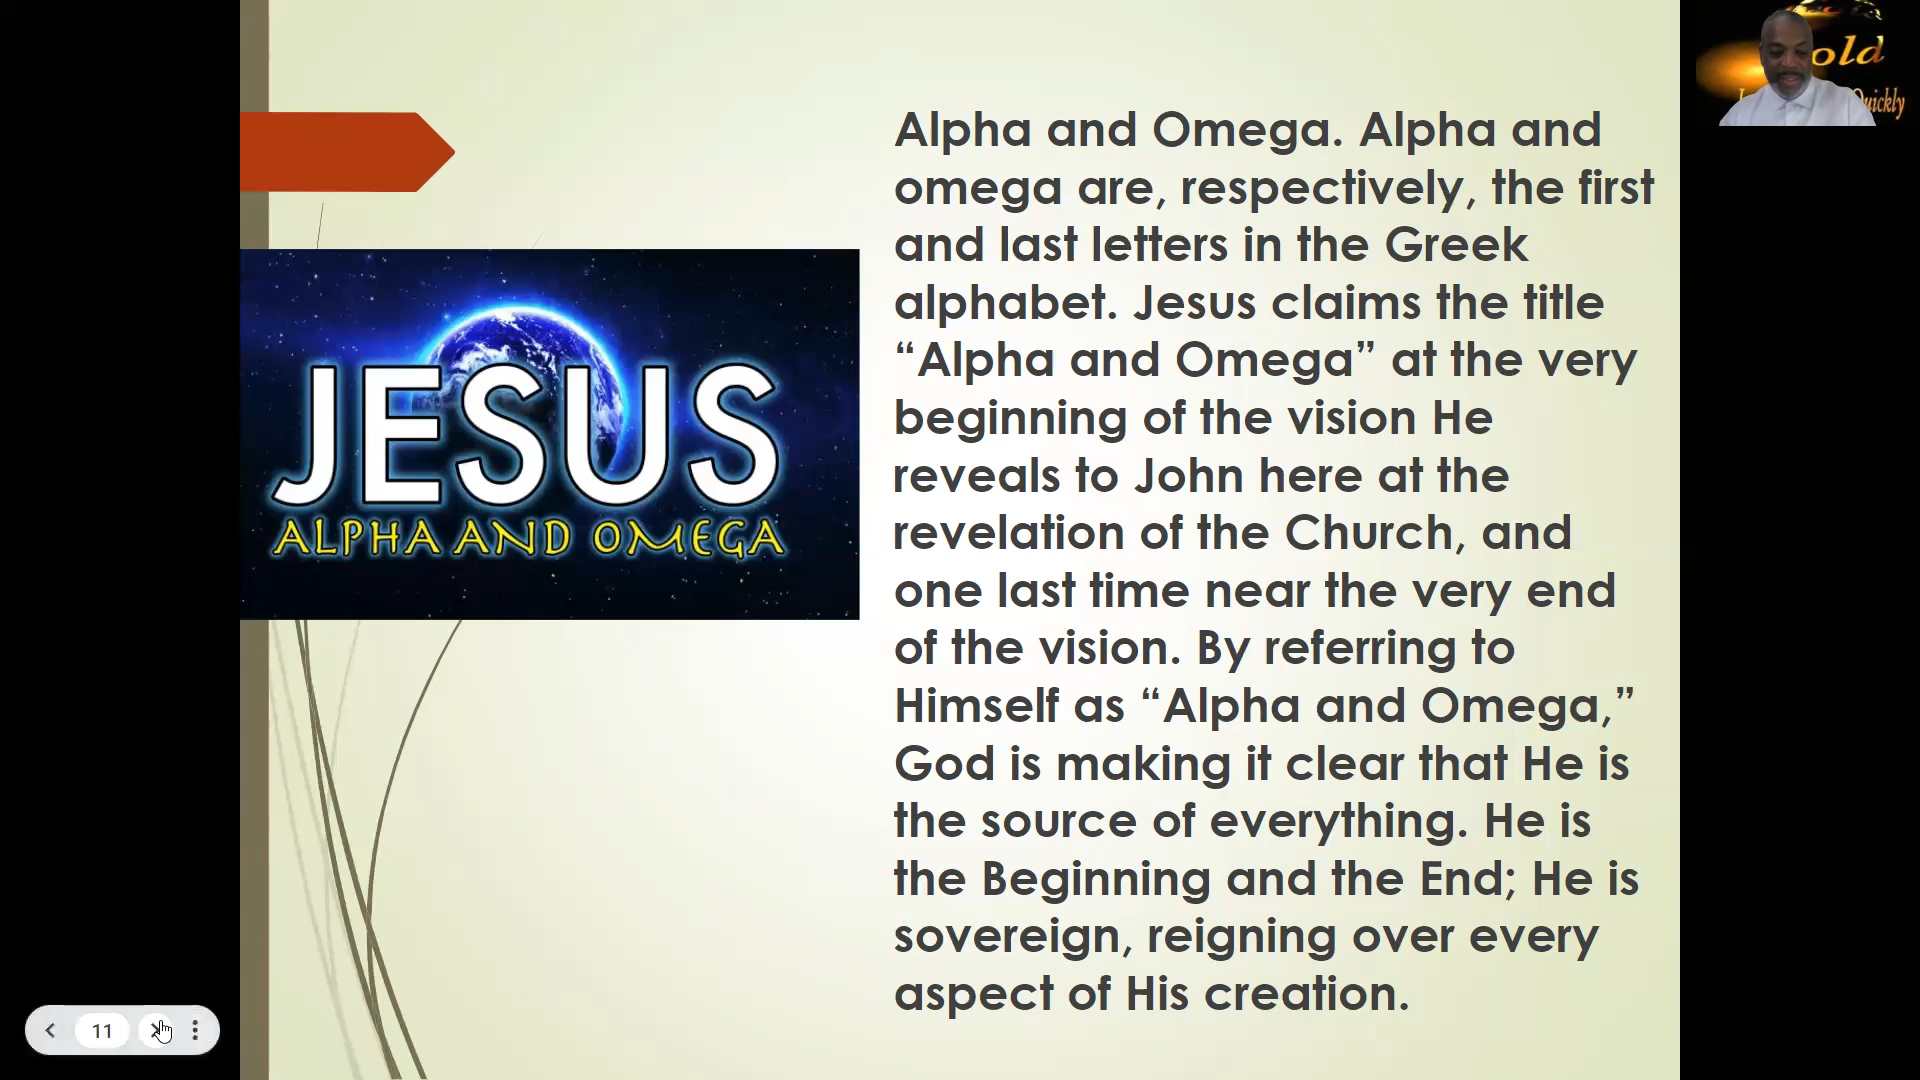 Alpha and Omega. Alpha and
omega are, respectively, the first
and last letters in the Greek
alphabet. Jesus claims the title
“Alpha and Omega” at the very
beginning of the vision He
reveals to John here at the
revelation of the Church, and
one last time near the very end
of the vision. By referring to
Himself as “Alpha and Omega,”
God is making it clear that He is
the source of everything. He is
the Beginning and the End; He is
sovereign, reigning over every
aspect of His creation.
JESUS
ALPHA AND OMEGA
old
Quickly
11